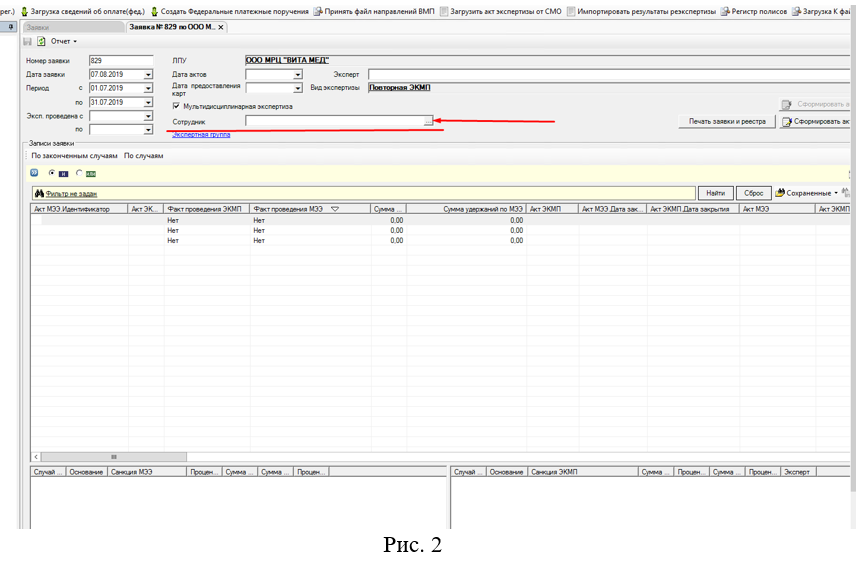 рег.) Загрузка сведений об оплате(фед.) Создать Федеральные платежные поручения Принять файл направлений ВМП Загрузить акт экспертизы от СМО Импортировать результаты реэкспертизы Регистр полисов Загрузка К фай
Заявки Заявка № 829 по ООО М... X
Отчет
Номер заявки 829 ЛПУ ООО МРЦ "ВИТА МЕД"
Дата заявки 07.08.2019 Дата актов Эксперт
Период с 01.07.2019 Дата предоставления карт Вид экспертизы Повторная ЭКМП
по 31.07.2019 Мультидисциплинарная экспертиза Сформировать а
Эксп. проведена с Сотрудник ... Печать заявки и реестра Сформировать ак
по Экспертная группа
Записи заявки
По законченным случаям По случаям
И ИЛИ
Фильтр не задан Найти Сброс Сохраненные
Акт МЭЭ.Идентификатор Акт ЭК... Факт проведения ЭКМП Факт проведения МЭЭ Сумма ... Сумма удержаний по МЭЭ Акт ЭКМП Акт МЭЭ.Дата зак... Акт ЭКМП.Дата закрытия Акт МЭЭ Акт ЭКМП
Нет Нет 0,00 0,00
Нет Нет 0,00 0,00
Нет Нет 0,00 0,00
Случай ... Основание Санкция МЭЭ Процен... Сумма ... Сумма ... Процен... Случай ... Основание Санкция ЭКМП Сумма ... Процен... Сумма ... Процен... Эксперт
Рис. 2